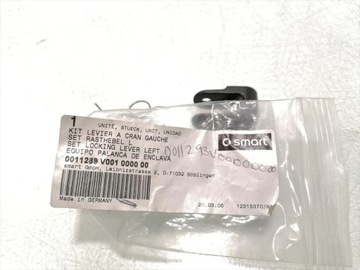 1
UNITÉ, STUECK, UNIT, UNIDAD
KIT LEVIER A CRAN GAUCHE
SET RASTHEBEL L
SET LOCKING LEVER LEFT
EQUIPO PALANCA DE ENCLAVA
0011289 V001 0000 00
smart GmbH, Leibnizstrasse 2, D-71032 Böblingen
Made in GERMANY
smart